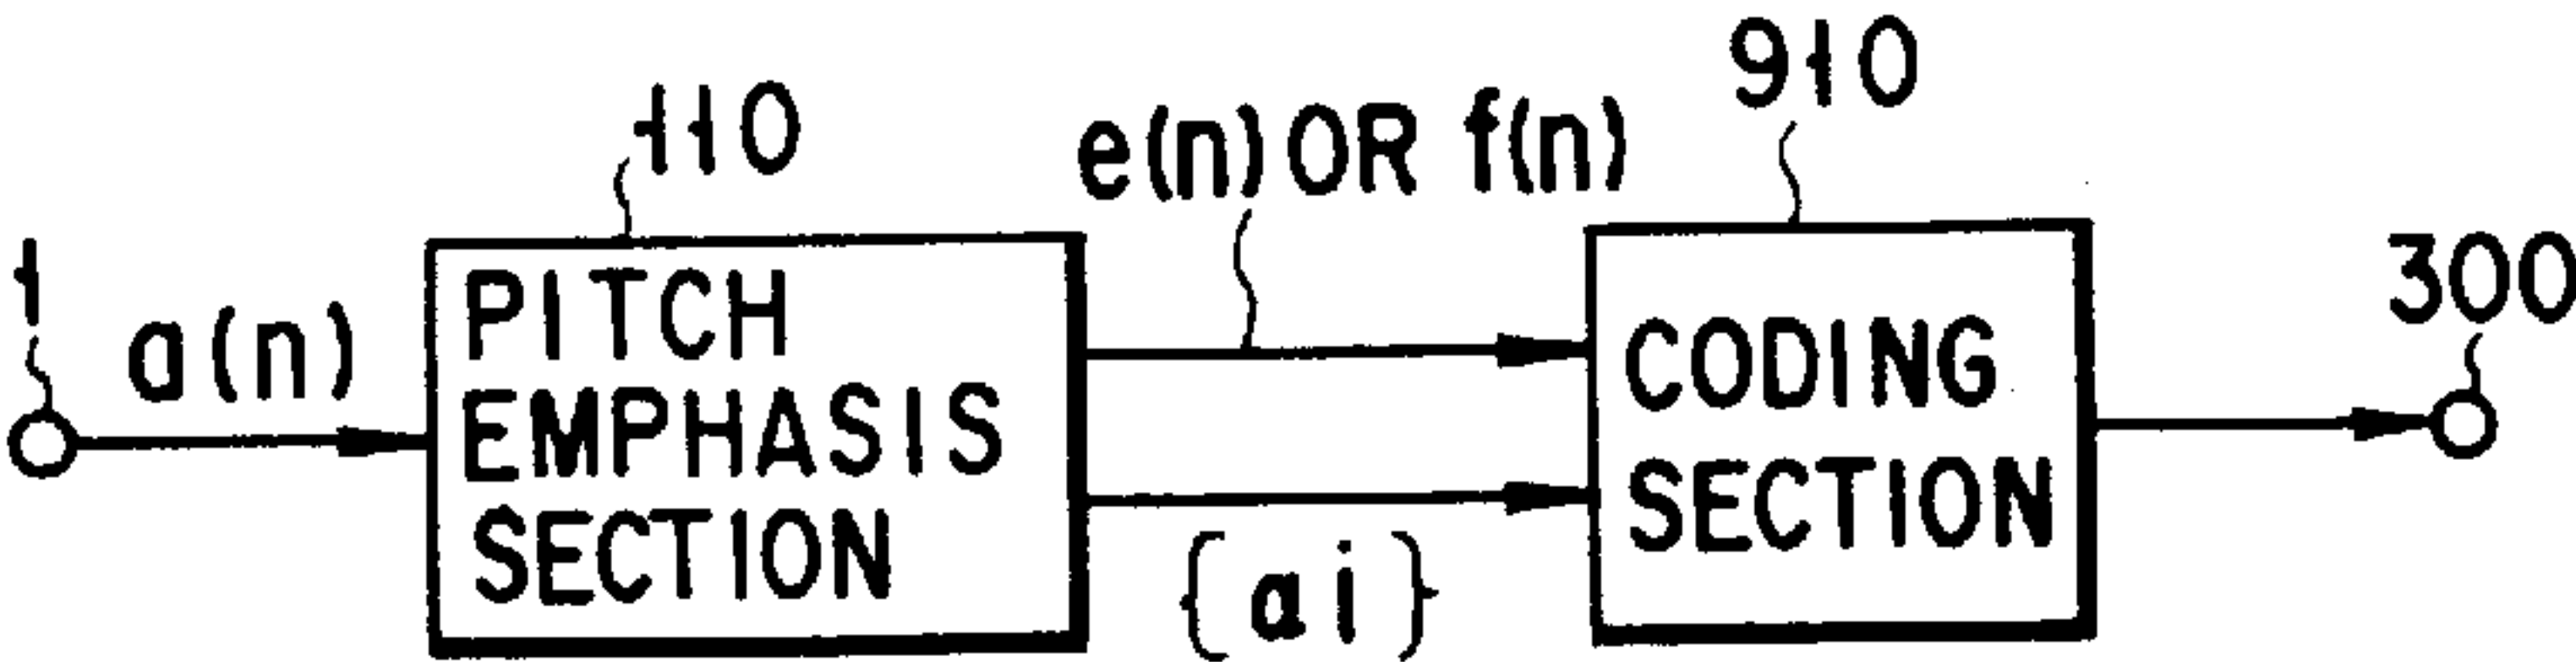 1
a(n)
110
PITCH
EMPHASIS
SECTION
e(n) OR f(n)
{ai}
910
CODING
SECTION
300